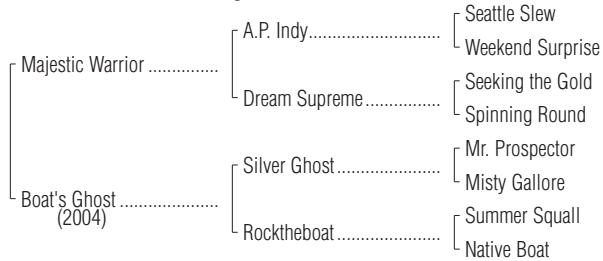 Seattle Slew
A.P. Indy..............................
Weekend Surprise
Majestic Warrior ................
Seeking the Gold
Dream Supreme.................
Spinning Round
Mr. Prospector
Silver Ghost.......................
Misty Gallore
Boat's Ghost ......................
(2004)
Summer Squall
Rocktheboat.......................
Native Boat